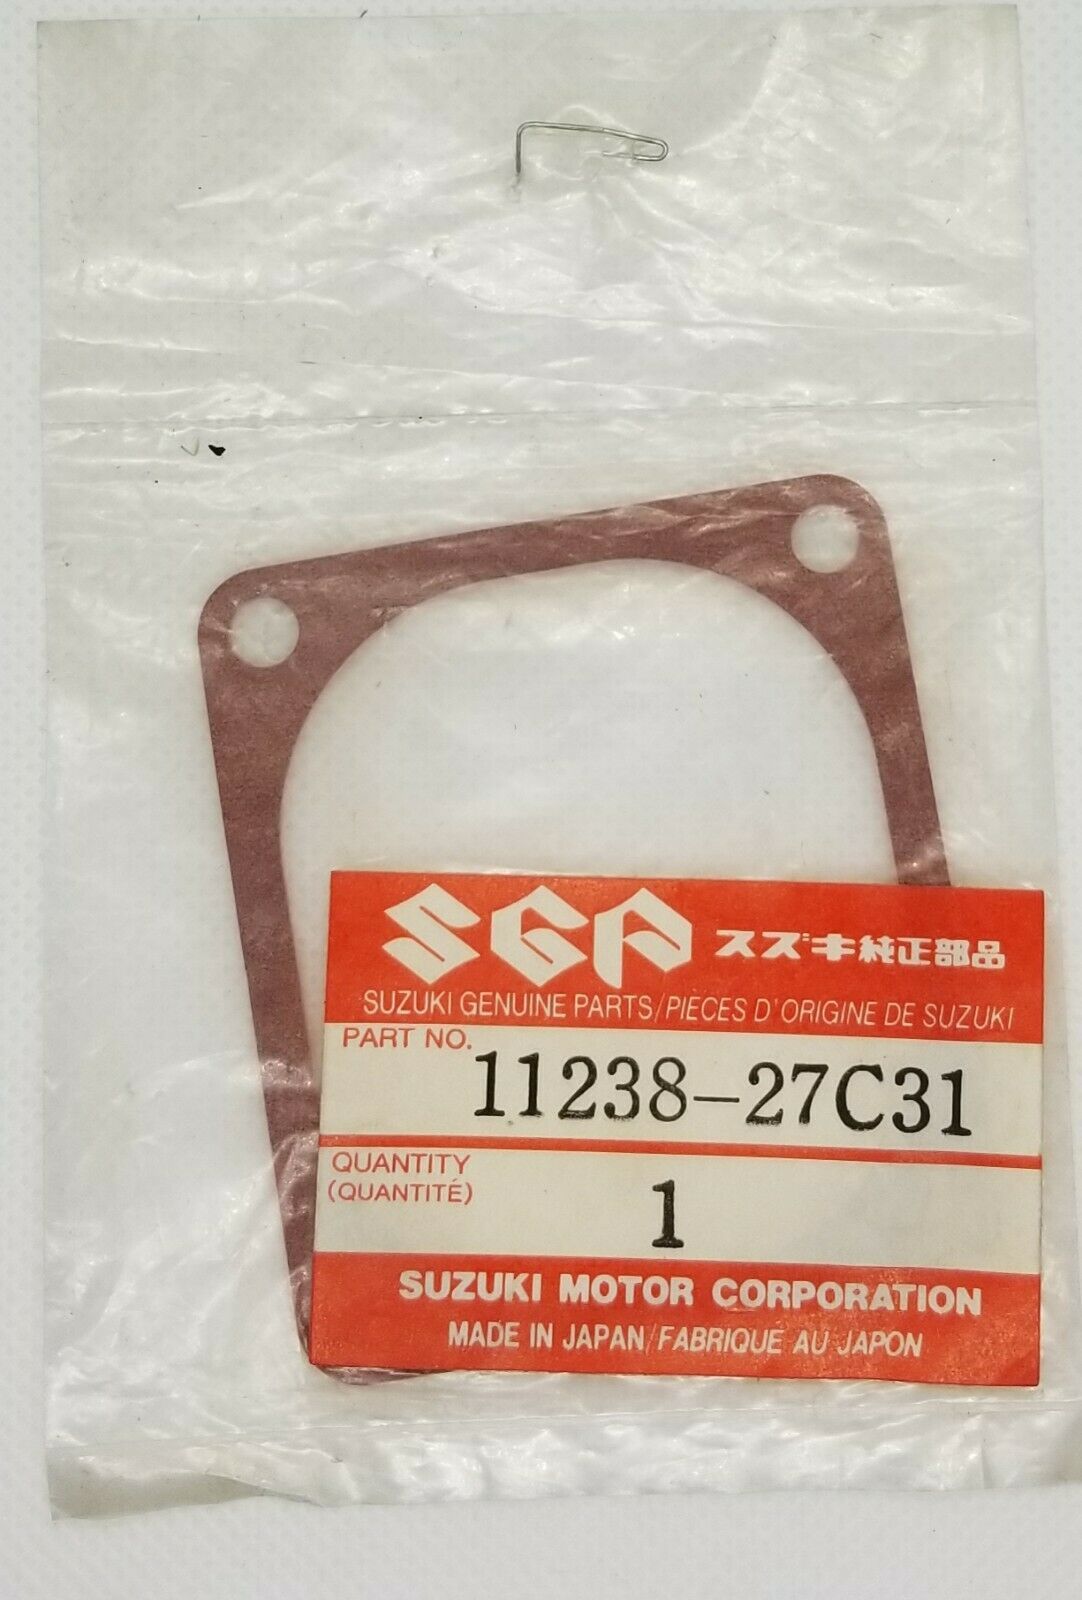 SGP スズキ純正部品
SUZUKI GENUINE PARTS/PIECES D'ORIGINE DE SUZUKI
PART NO. 11238-27C31
QUANTITY
(QUANTITÉ) 1
SUZUKI MOTOR CORPORATION
MADE IN JAPAN/FABRIQUE AU JAPON